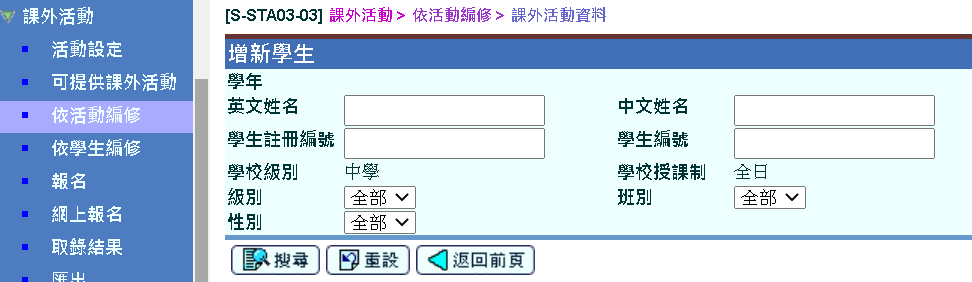 課外活動
活動設定
可提供課外活動
依活動編修
依學生編修
報名
網上報名
取錄結果
匯出
[S-STA03-03] 課外活動 > 依活動編修 > 課外活動資料
增新學生
學年
英文姓名 中文姓名
學生註冊編號 學生編號
學校級別 中學 學校授課制 全日
級別 全部 班別 全部
性別 全部
搜尋 重設 返回前頁